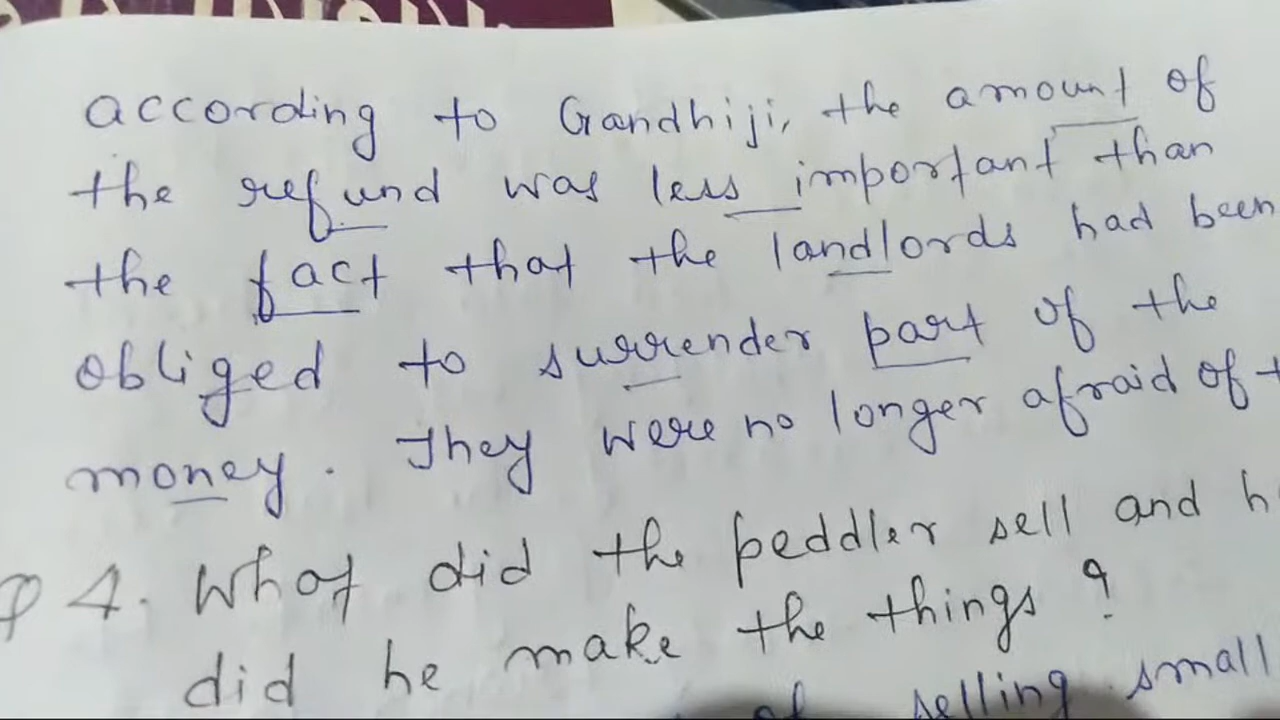 according to Gandhiji, the amount of
the refund was less important than
the fact that the landlords had been
obliged to surrender part of the
money. They were no longer afraid of
4. What did the peddler sell and
did he make the things ?
of selling small